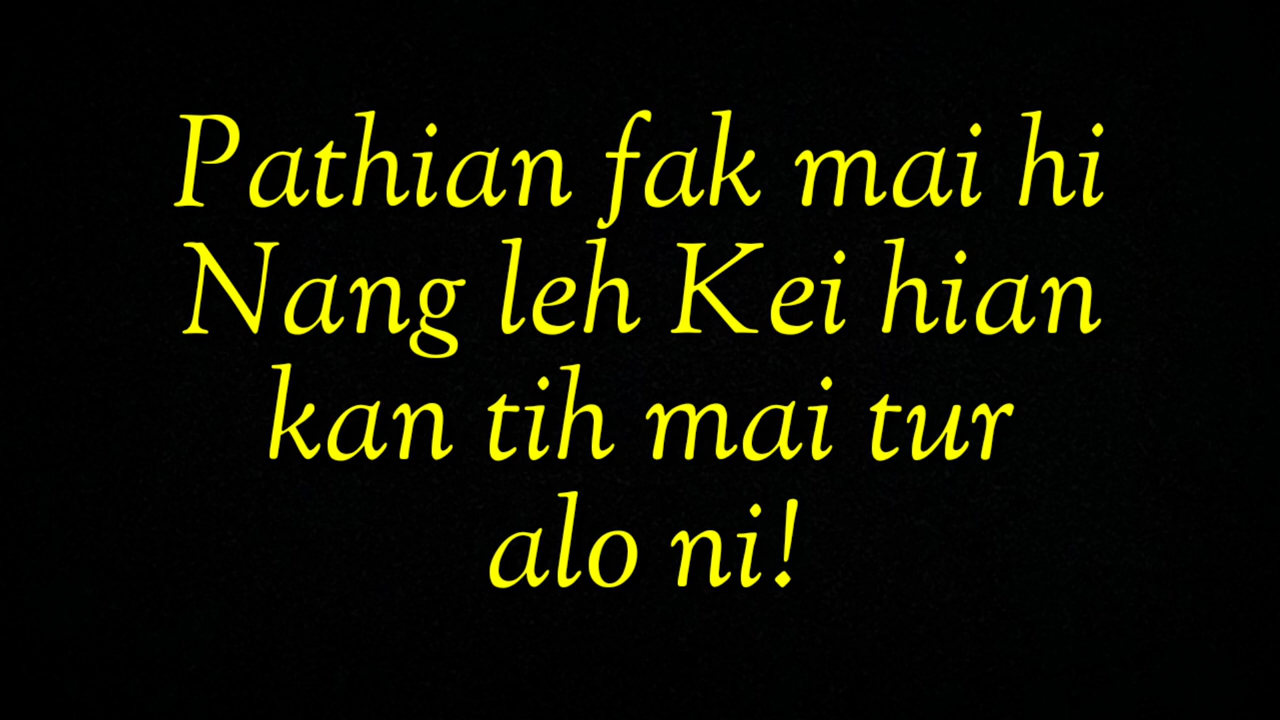 Pathian fak mai hi
Nang leh Kei hian
kan tih mai tur
alo ni!